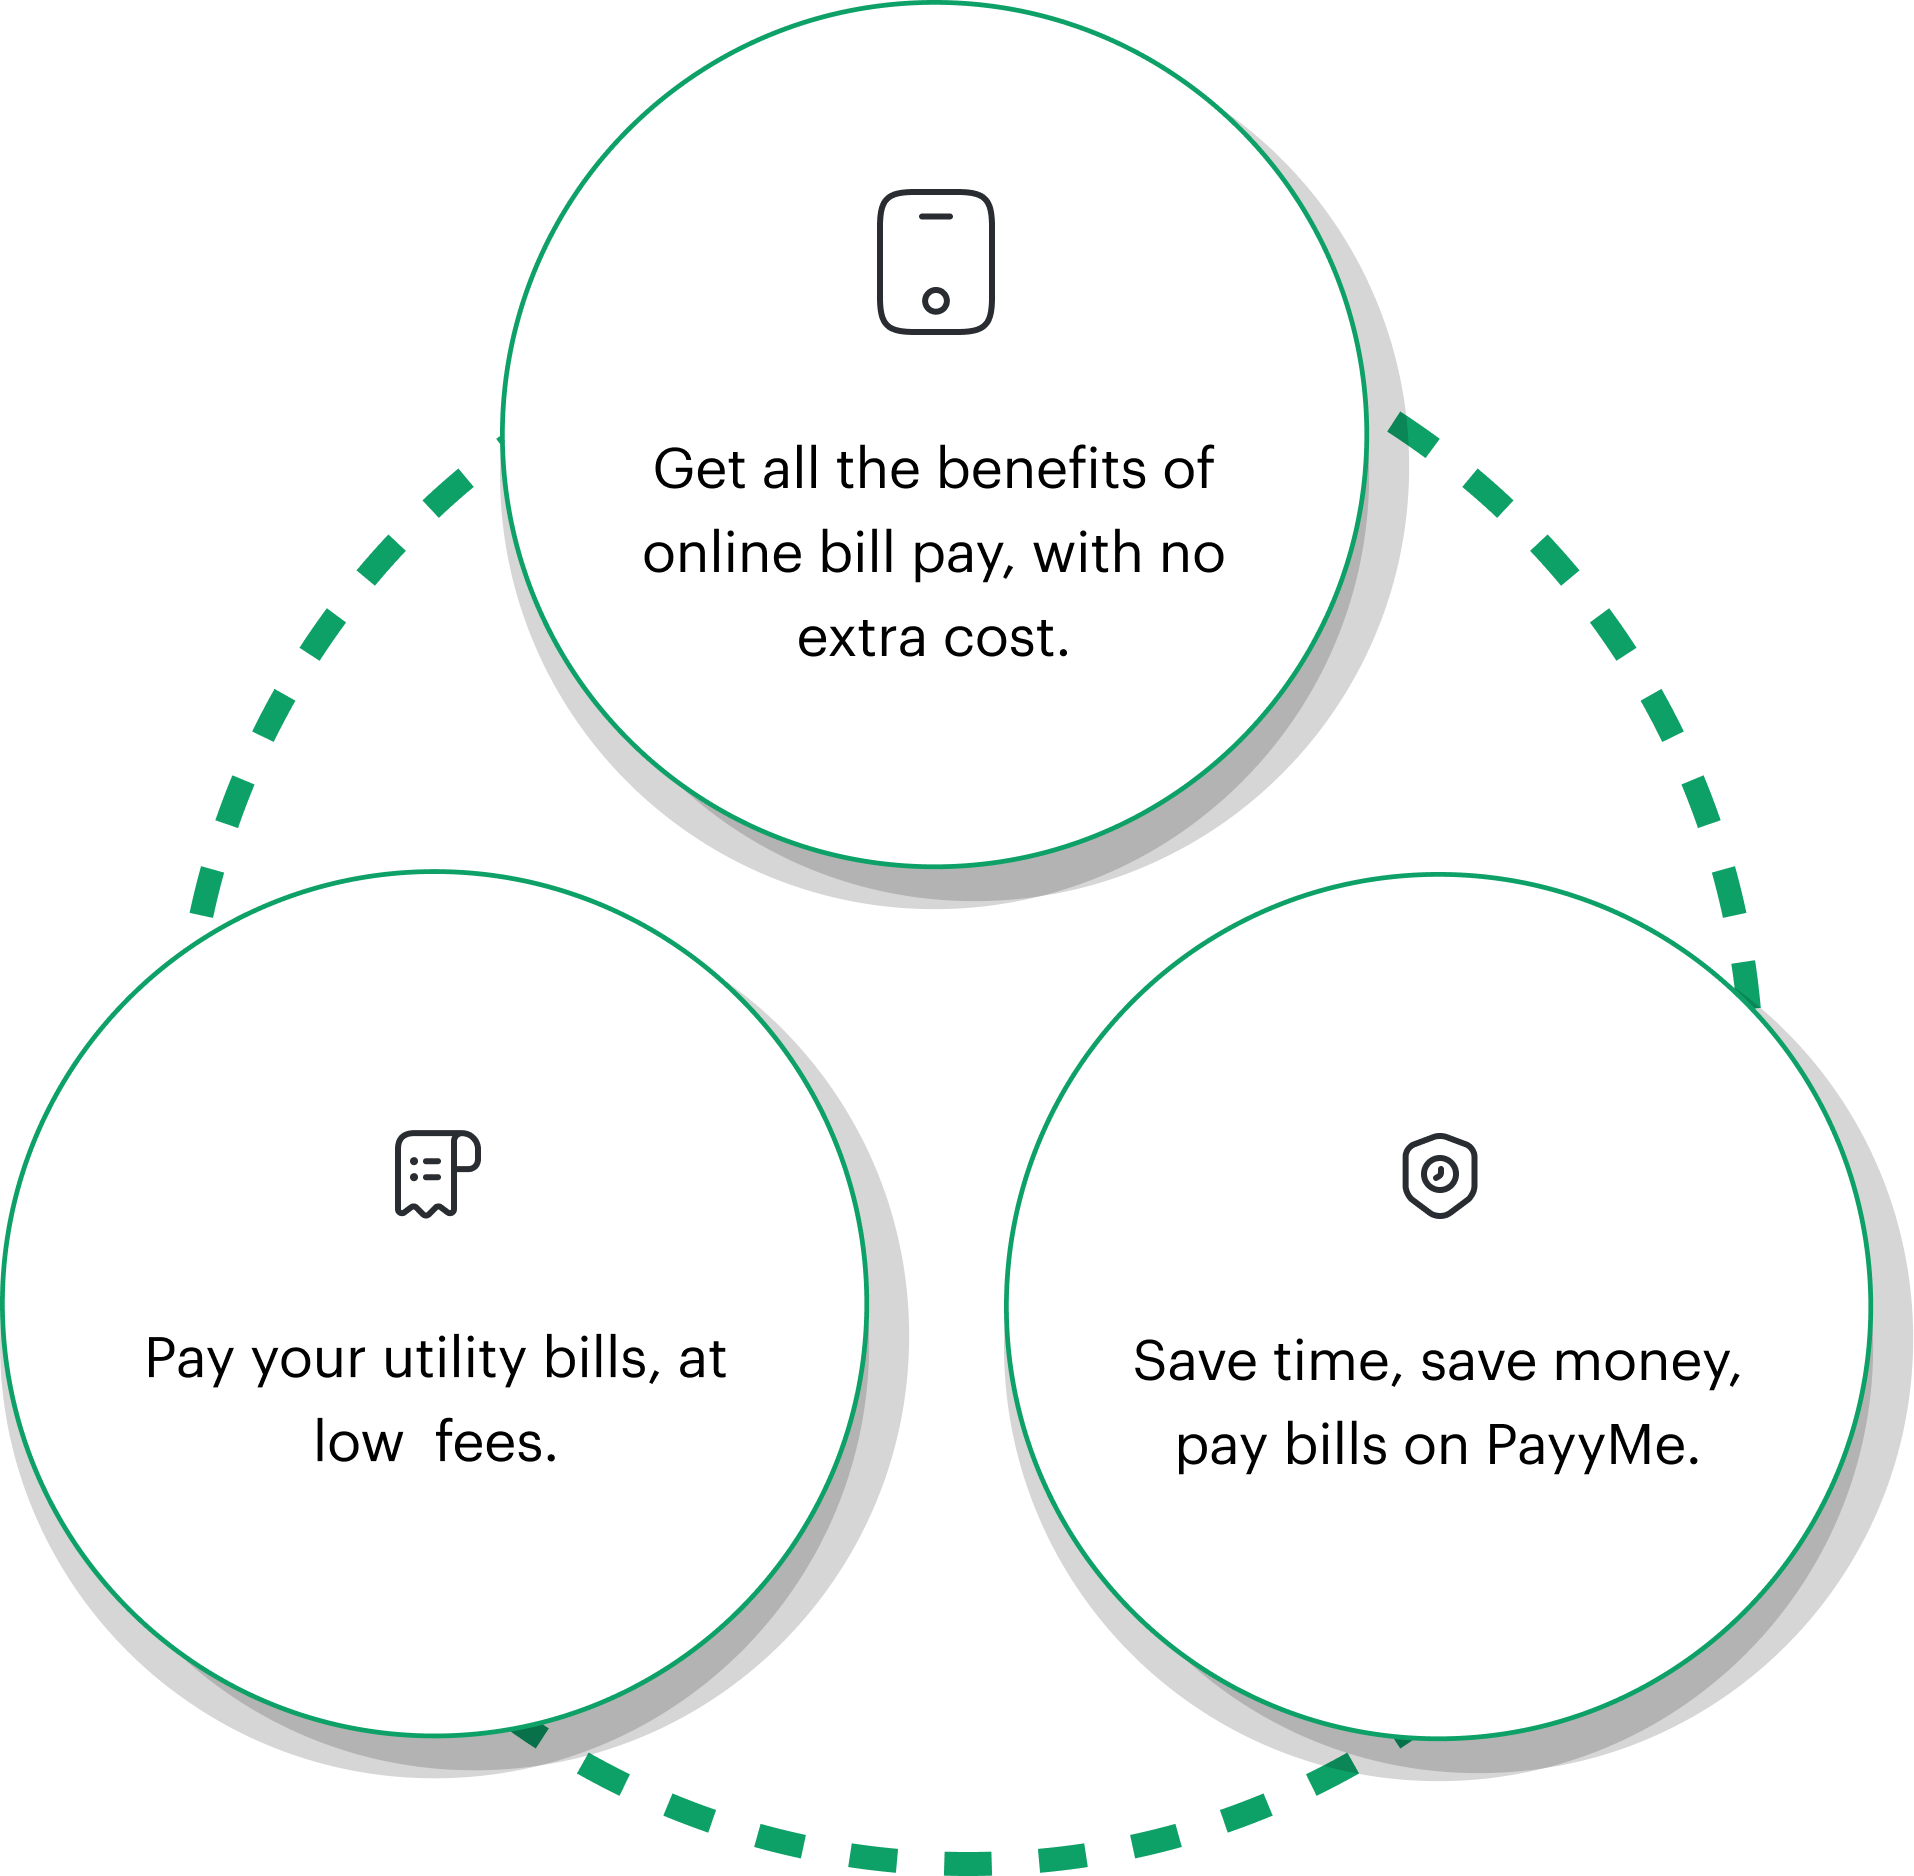 Get all the benefits of
online bill pay, with no
extra cost.
Pay your utility bills, at
low  fees.
Save time, save money,
pay bills on PayyMe.